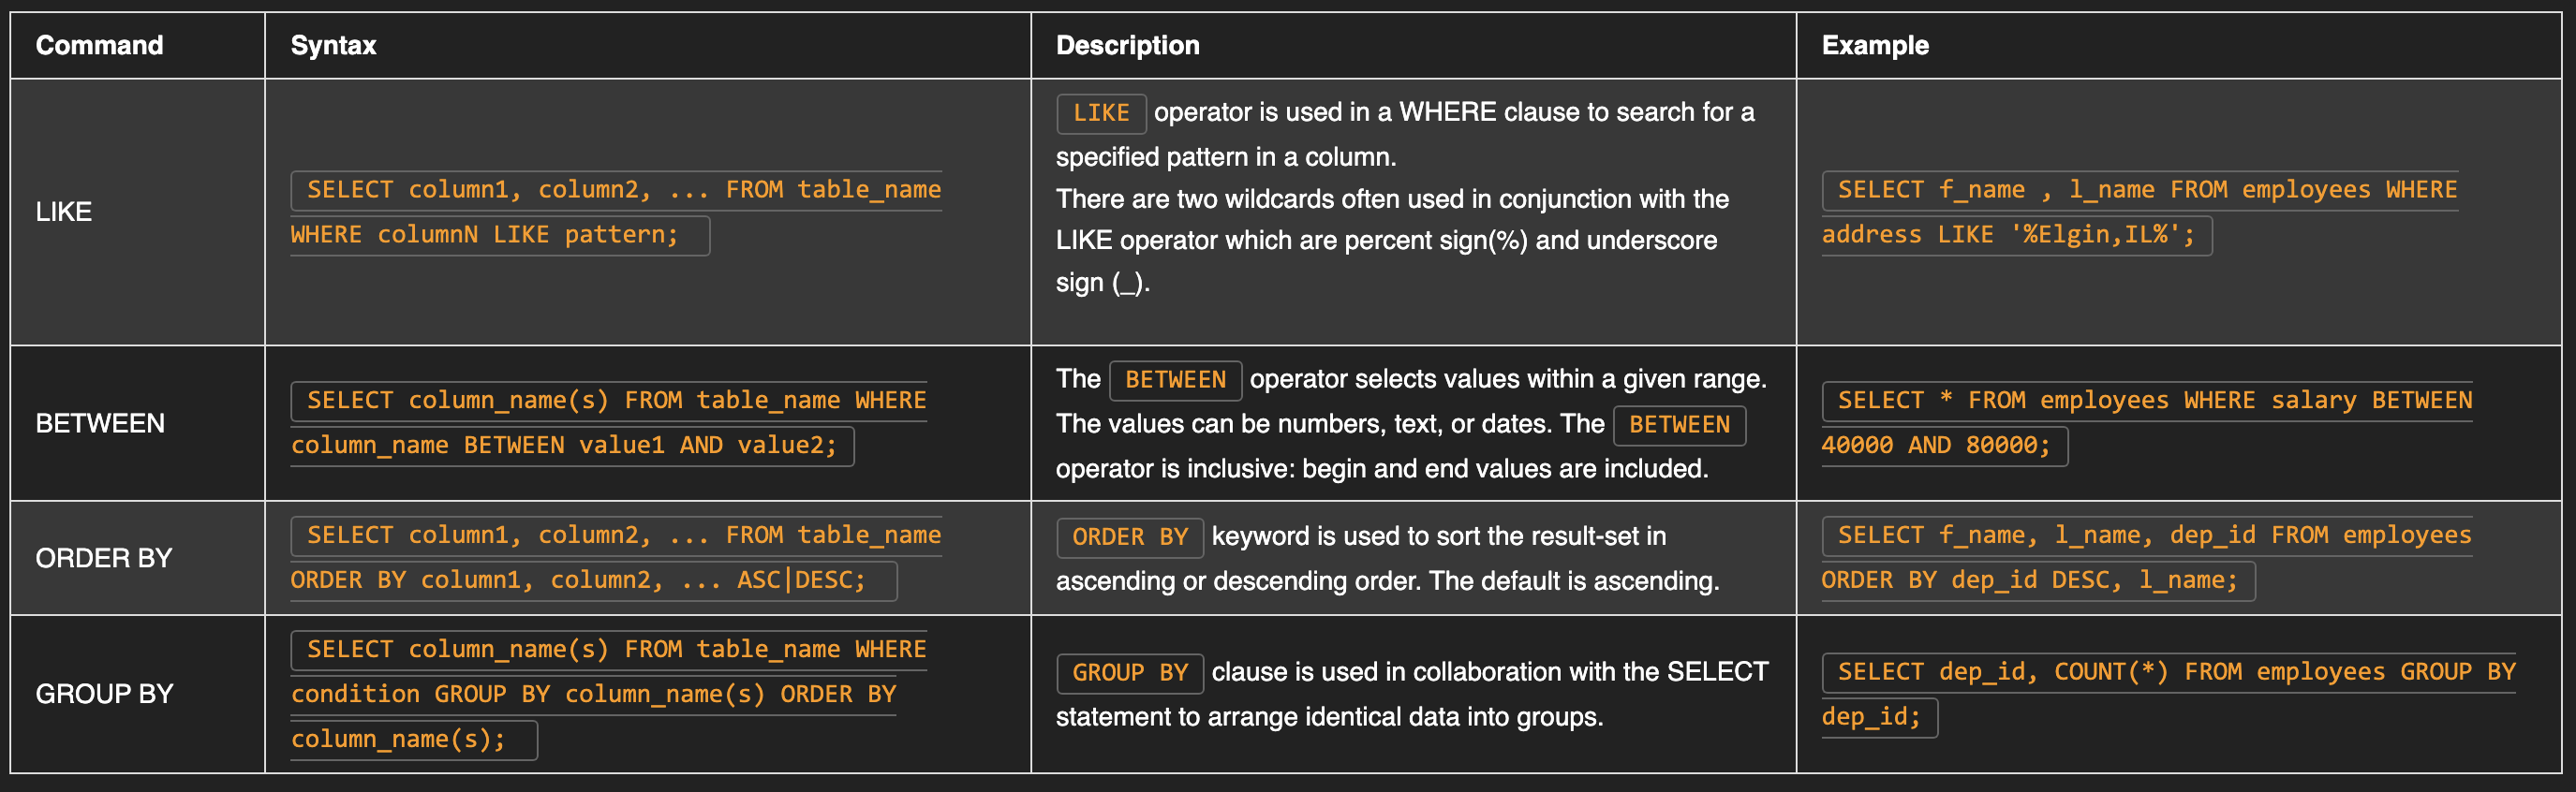 Command
Syntax
Description
Example
LIKE
SELECT column1, column2, ... FROM table_name
WHERE columnN LIKE pattern;
LIKE operator is used in a WHERE clause to search for a
specified pattern in a column.
There are two wildcards often used in conjunction with the
LIKE operator which are percent sign(%) and underscore
sign (_).
SELECT f_name , l_name FROM employees WHERE
address LIKE '%Elgin,IL%';
BETWEEN
SELECT column_name(s) FROM table_name WHERE
column_name BETWEEN value1 AND value2;
The BETWEEN operator selects values within a given range.
The values can be numbers, text, or dates. The BETWEEN
operator is inclusive: begin and end values are included.
SELECT * FROM employees WHERE salary BETWEEN
40000 AND 80000;
ORDER BY
SELECT column1, column2, ... FROM table_name
ORDER BY column1, column2, ... ASC|DESC;
ORDER BY keyword is used to sort the result-set in
ascending or descending order. The default is ascending.
SELECT f_name, l_name, dep_id FROM employees
ORDER BY dep_id DESC, l_name;
GROUP BY
SELECT column_name(s) FROM table_name WHERE
condition GROUP BY column_name(s) ORDER BY
column_name(s);
GROUP BY clause is used in collaboration with the SELECT
statement to arrange identical data into groups.
SELECT dep_id, COUNT(*) FROM employees GROUP BY
dep_id;